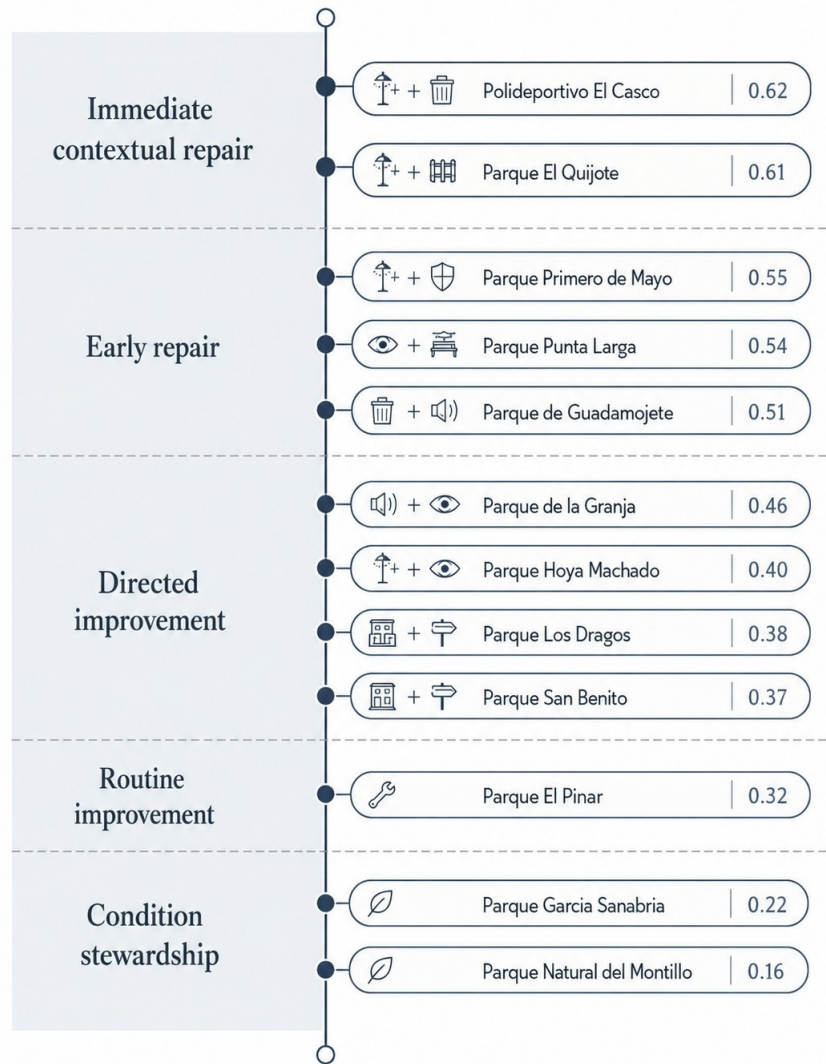 Immediate
contextual repair
Polideportivo El Casco 0.62
Parque El Quijote 0.61
Early repair
Parque Primero de Mayo 0.55
Parque Punta Larga 0.54
Parque de Guadamojete 0.51
Directed
improvement
Parque de la Granja 0.46
Parque Hoya Machado 0.40
Parque Los Dragos 0.38
Parque San Benito 0.37
Routine
improvement
Parque El Pinar 0.32
Condition
stewardship
Parque Garcia Sanabria 0.22
Parque Natural del Montillo 0.16